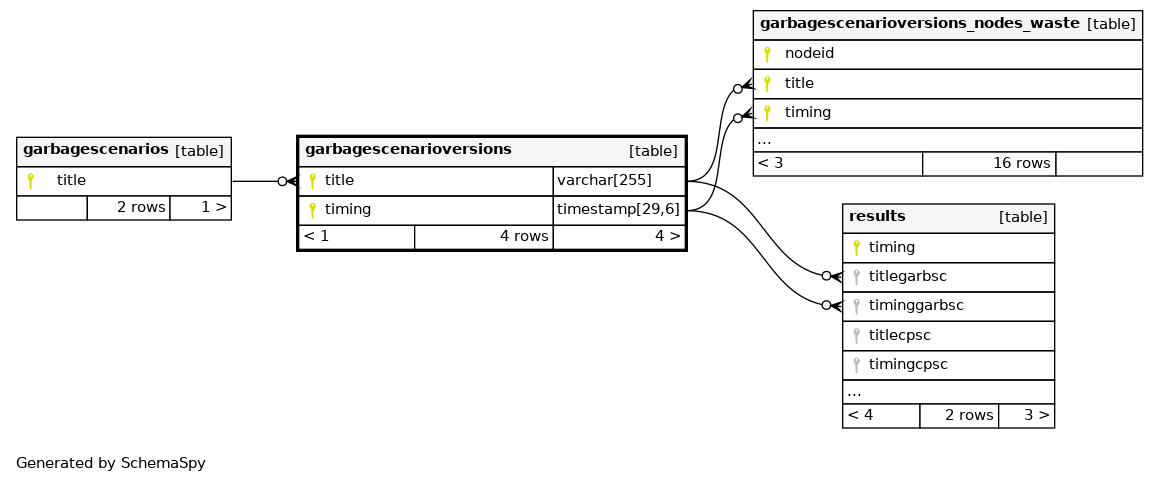 garbagescenarios [table]
title
2 rows 1 >
garbagescenarioversions [table]
title varchar[255]
timing timestamp[29,6]
< 1 4 rows 4 >
garbagescenarioversions_nodes_waste [table]
nodeid
title
timing
...
< 3 16 rows
results [table]
timing
titlegarbsc
timinggarbsc
titlecpsc
timingcpsc
...
< 4 2 rows 3 >
Generated by SchemaSpy